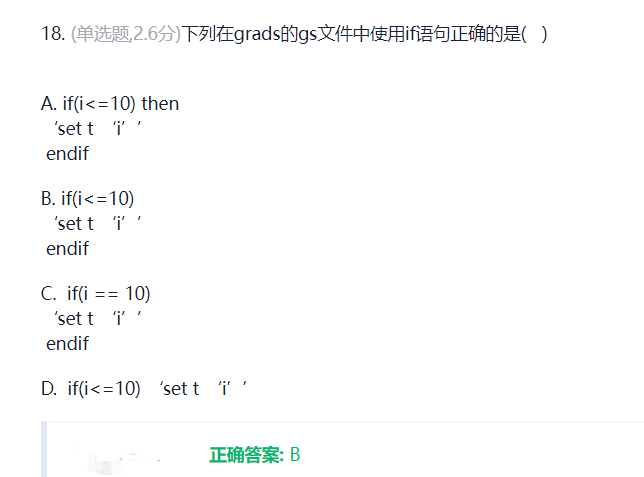 18. (单选题,2.6分)下列在grads的gs文件中使用if语句正确的是( )
A. if(i<=10) then
‘set t ‘i’ ’
endif
B. if(i<=10)
‘set t ‘i’ ’
endif
C. if(i == 10)
‘set t ‘i’ ’
endif
D. if(i<=10) ‘set t ‘i’ ’
正确答案: B